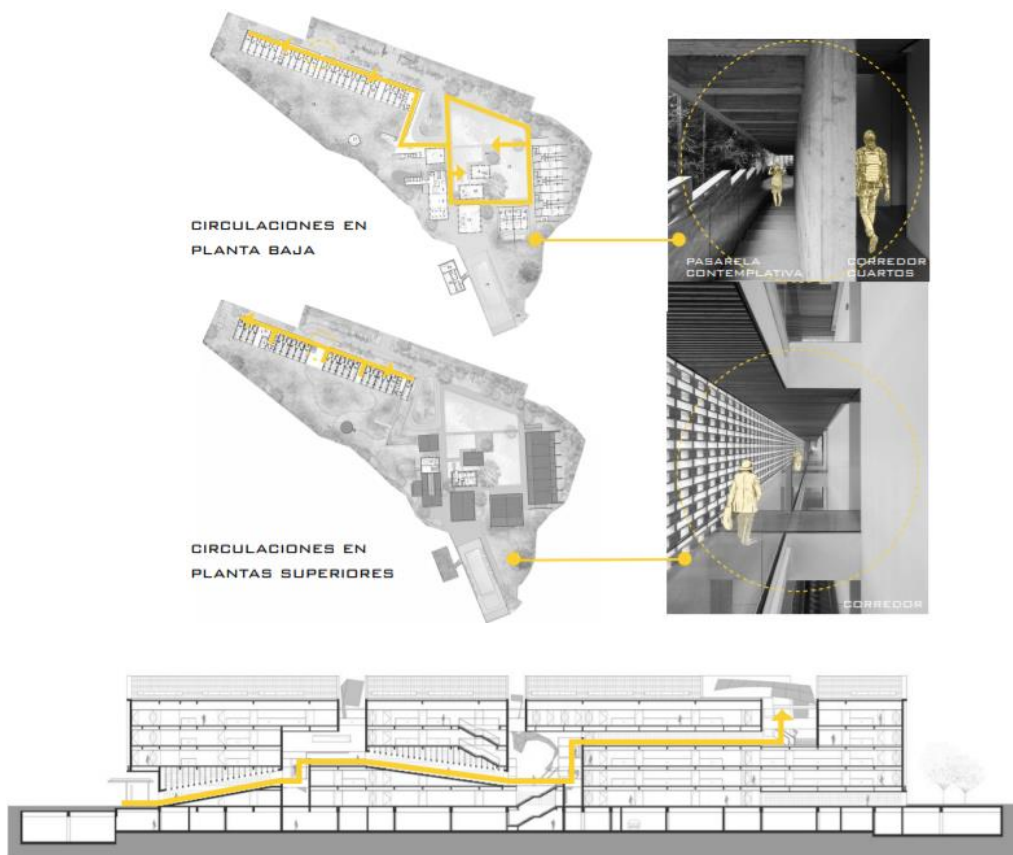 CIRCULACIONES EN
PLANTA BAJA
PASARELA
CONTEMPLATIVA
CORREDOR
CUARTOS
CIRCULACIONES EN
PLANTAS SUPERIORES
CORREDOR